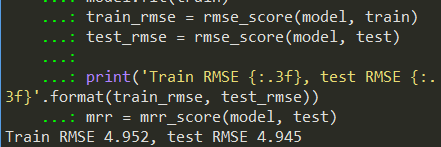 ...: model.fit(train)
...: train_rmse = rmse_score(model, train)
...: test_rmse = rmse_score(model, test)
...:
...: print('Train RMSE {:.3f}, test RMSE {:.
3f}'.format(train_rmse, test_rmse))
...: mrr = mrr_score(model, test)
Train RMSE 4.952, test RMSE 4.945